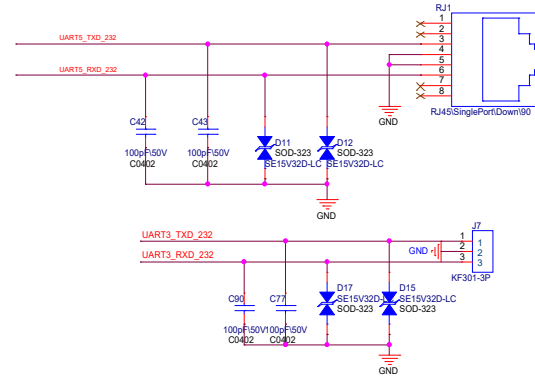 RJ1
UART5_TXD_232
1
2
3
4
5
6
7
8
UART5_RXD_232
GND
RJ45\SinglePort\Down\90
C42
100pF\50V
C0402
C43
100pF\50V
C0402
D11
SOD-323
SE15V32D-LC
D12
SOD-323
SE15V32D-LC
GND
UART3_TXD_232
UART3_RXD_232
J7
1
2
3
1
2
3
GND
KF301-3P
C90
100pF\50V
C0402
C77
100pF\50V
C0402
D17
SE15V32D-LC
SOD-323
D15
SE15V32D-LC
SOD-323
GND